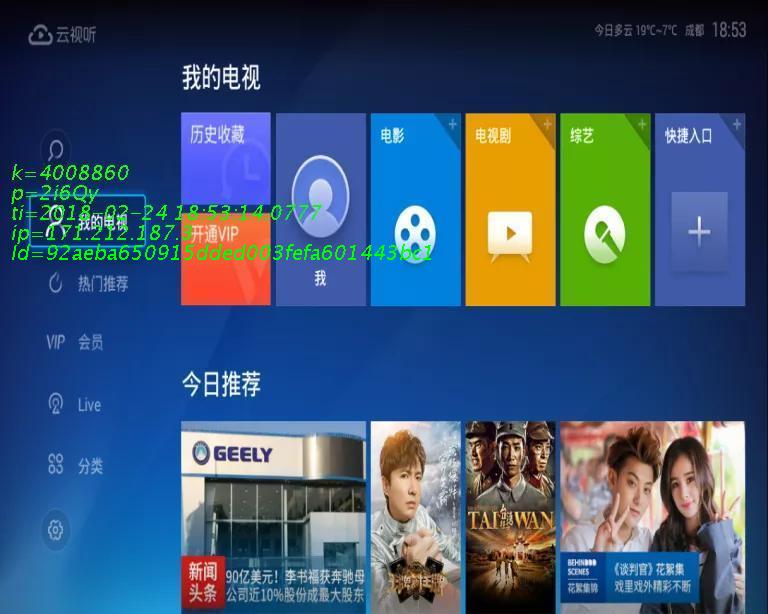 云视听
今日多云 19℃~7℃ 成都 18:53
我的电视
历史收藏
开通VIP
我
电影
电视剧
综艺
快捷入口
k=4008860
p=2i6Qy
ti=2018-02-24 18:53:14.0777
ip=171.212.187.3
Id=92aeba650915dded003fefa601443bc1
我的电视
热门推荐
VIP 会员
Live
分类
今日推荐
GEELY
新闻
头条
90亿美元！李书福获奔驰母
公司近10%股份成最大股东
TAIWAN
BEHIND
SCENES
花絮集锦
《谈判官》花絮集
戏里戏外精彩不断